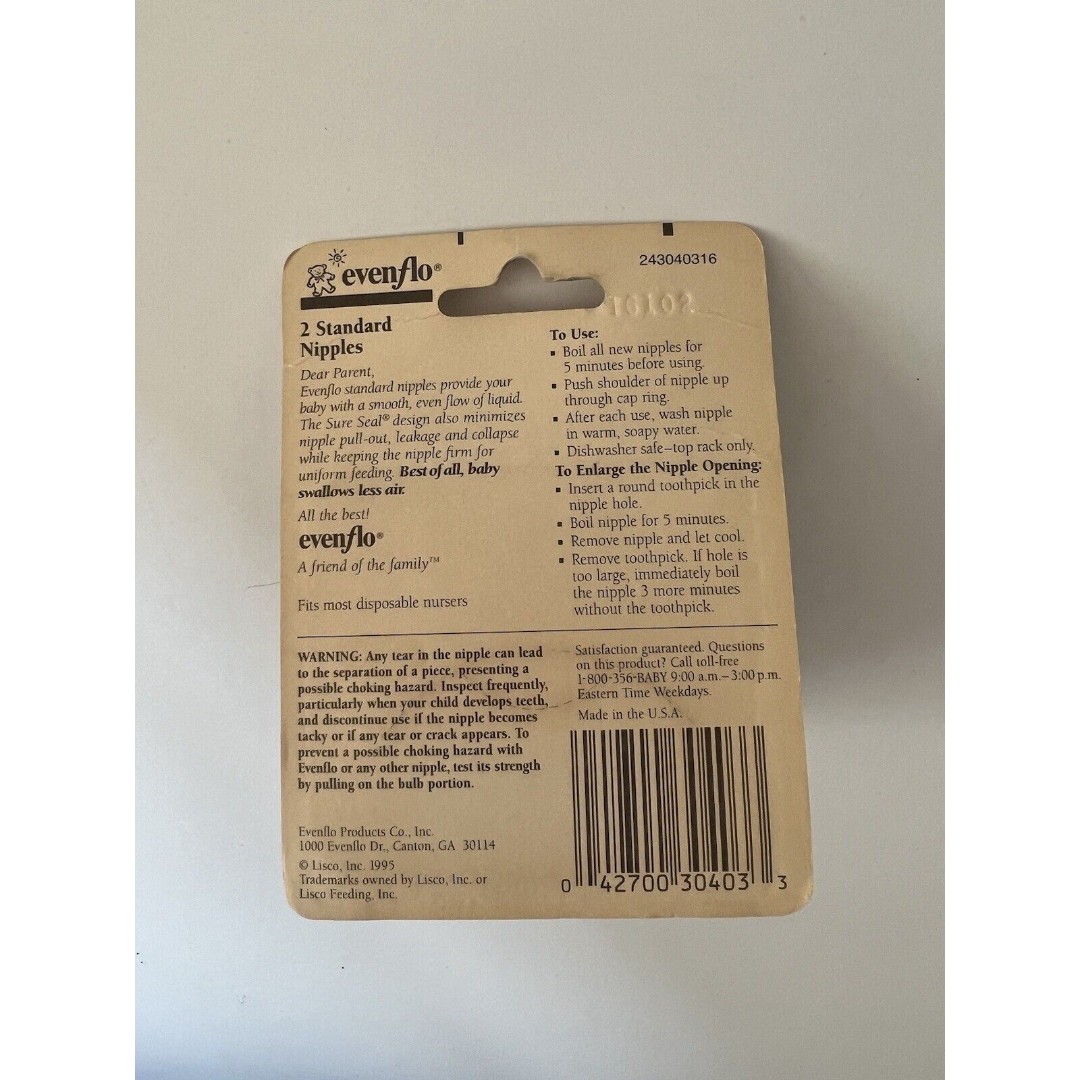 evenflo®
243040316
2 Standard
Nipples
Dear Parent,
Evenflo standard nipples provide your
baby with a smooth, even flow of liquid.
The Sure Seal® design also minimizes
nipple pull-out, leakage and collapse
while keeping the nipple firm for
uniform feeding. Best of all, baby
swallows less air.
All the best!
evenflo®
A friend of the family™
Fits most disposable nursers
To Use:
▪ Boil all new nipples for
5 minutes before using.
▪ Push shoulder of nipple up
through cap ring.
▪ After each use, wash nipple
in warm, soapy water.
▪ Dishwasher safe–top rack only.
To Enlarge the Nipple Opening:
▪ Insert a round toothpick in the
nipple hole.
▪ Boil nipple for 5 minutes.
▪ Remove nipple and let cool.
▪ Remove toothpick. If hole is
too large, immediately boil
the nipple 3 more minutes
without the toothpick.
WARNING: Any tear in the nipple can lead
to the separation of a piece, presenting a
possible choking hazard. Inspect frequently,
particularly when your child develops teeth,
and discontinue use if the nipple becomes
tacky or if any tear or crack appears. To
prevent a possible choking hazard with
Evenflo or any other nipple, test its strength
by pulling on the bulb portion.
Evenflo Products Co., Inc.
1000 Evenflo Dr., Canton, GA 30114
© Lisco, Inc. 1995
Trademarks owned by Lisco, Inc. or
Lisco Feeding, Inc.
Satisfaction guaranteed. Questions
on this product? Call toll-free
1-800-356-BABY 9:00 a.m.–3:00 p.m.
Eastern Time Weekdays.
Made in the U.S.A.
0 42700 30403 3